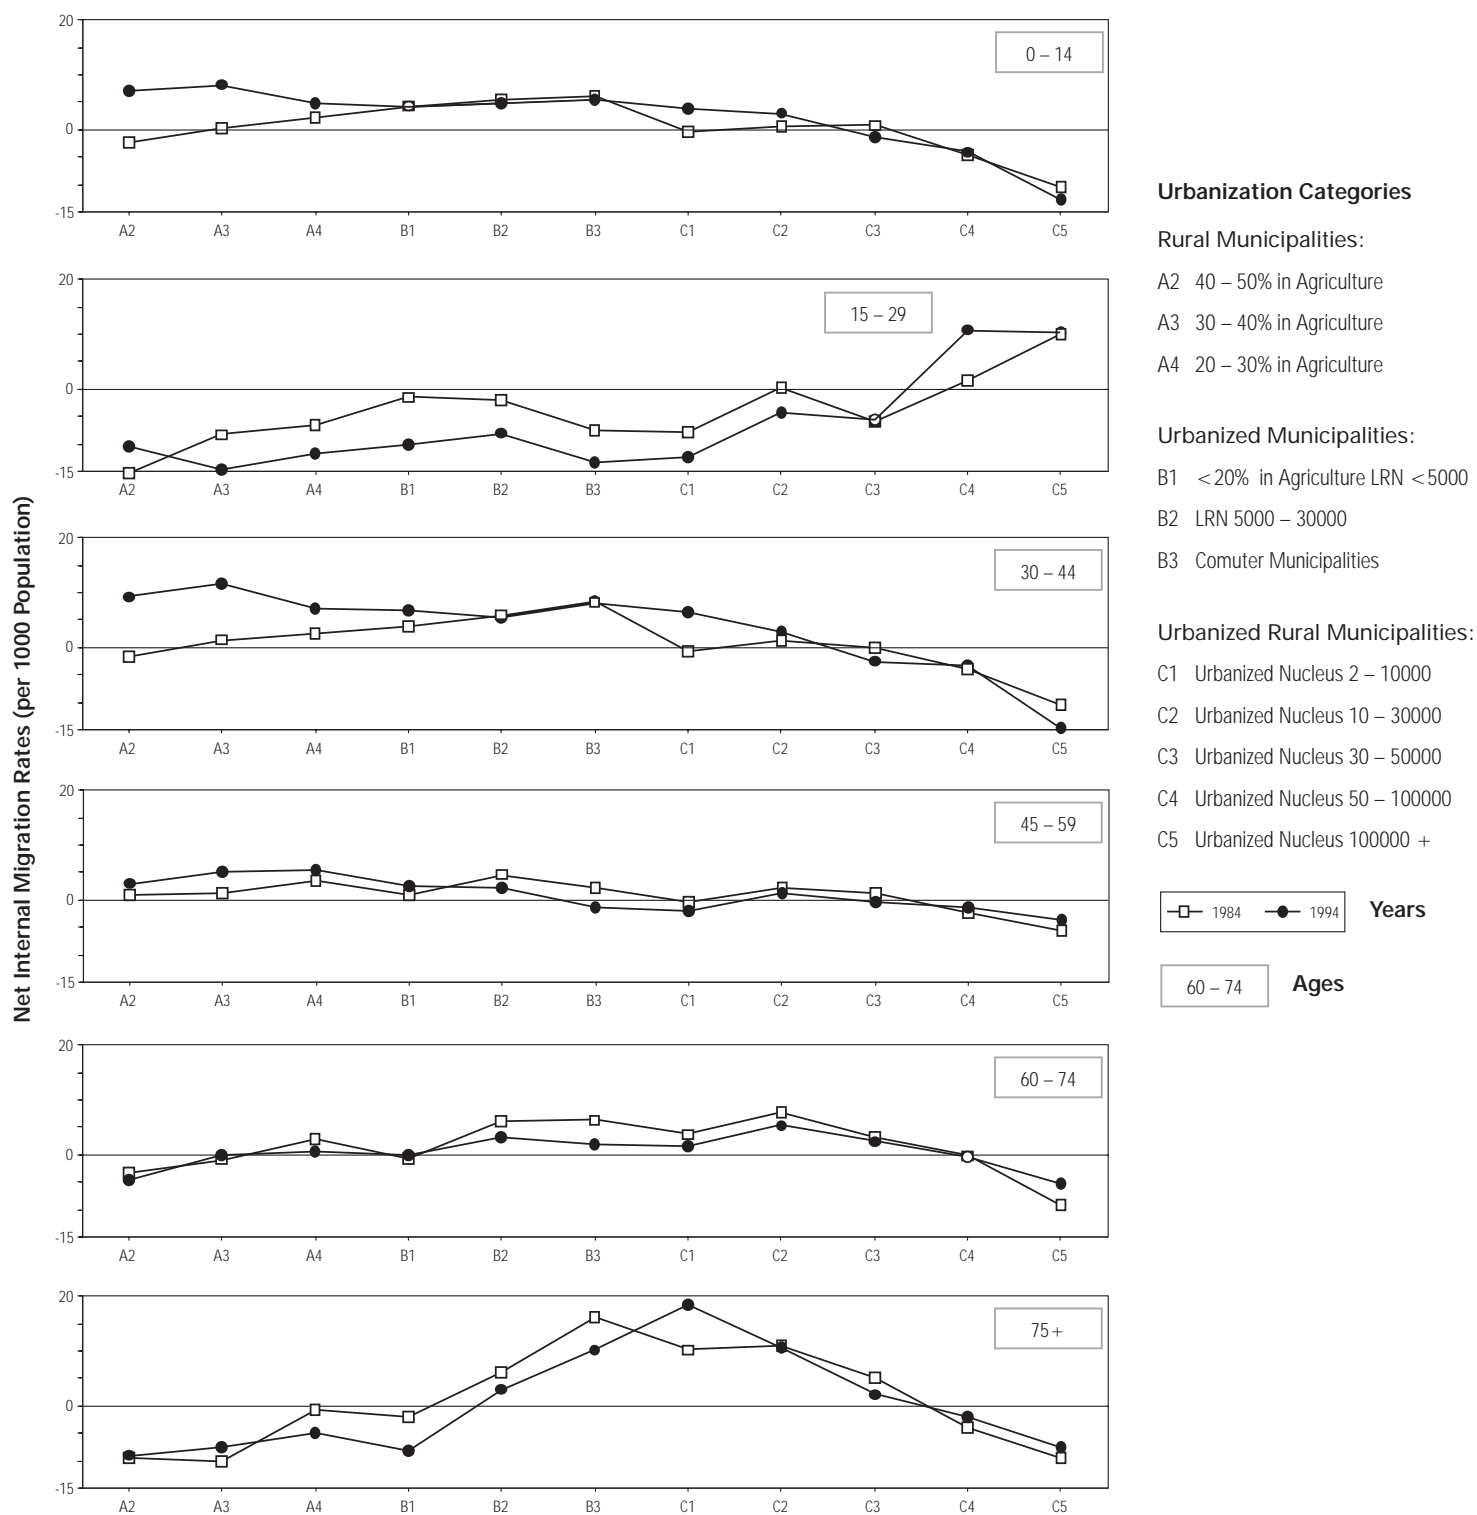 Net Internal Migration Rates (per 1000 Population)
20
0
-15
0 – 14
A2 A3 A4 B1 B2 B3 C1 C2 C3 C4 C5
20
0
-15
15 – 29
A2 A3 A4 B1 B2 B3 C1 C2 C3 C4 C5
20
0
-15
30 – 44
A2 A3 A4 B1 B2 B3 C1 C2 C3 C4 C5
20
0
-15
45 – 59
A2 A3 A4 B1 B2 B3 C1 C2 C3 C4 C5
20
0
-15
60 – 74
A2 A3 A4 B1 B2 B3 C1 C2 C3 C4 C5
20
0
-15
75+
A2 A3 A4 B1 B2 B3 C1 C2 C3 C4 C5
Urbanization Categories
Rural Municipalities:
A2 40 – 50% in Agriculture
A3 30 – 40% in Agriculture
A4 20 – 30% in Agriculture
Urbanized Municipalities:
B1 <20% in Agriculture LRN <5000
B2 LRN 5000 – 30000
B3 Comuter Municipalities
Urbanized Rural Municipalities:
C1 Urbanized Nucleus 2 – 10000
C2 Urbanized Nucleus 10 – 30000
C3 Urbanized Nucleus 30 – 50000
C4 Urbanized Nucleus 50 – 100000
C5 Urbanized Nucleus 100000 +
1984 1994 Years
60 – 74 Ages